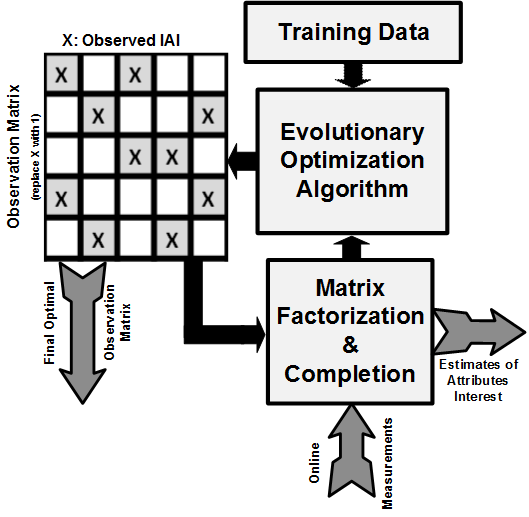 Training Data
X: Observed IAI
Observation Matrix
(replace X with 1)
X X
X X
X X
X X
X X
Evolutionary
Optimization
Algorithm
Matrix
Factorization
&
Completion
Final Optimal
Observation
Matrix
Estimates of
Attributes
Interest
Online
Measurements